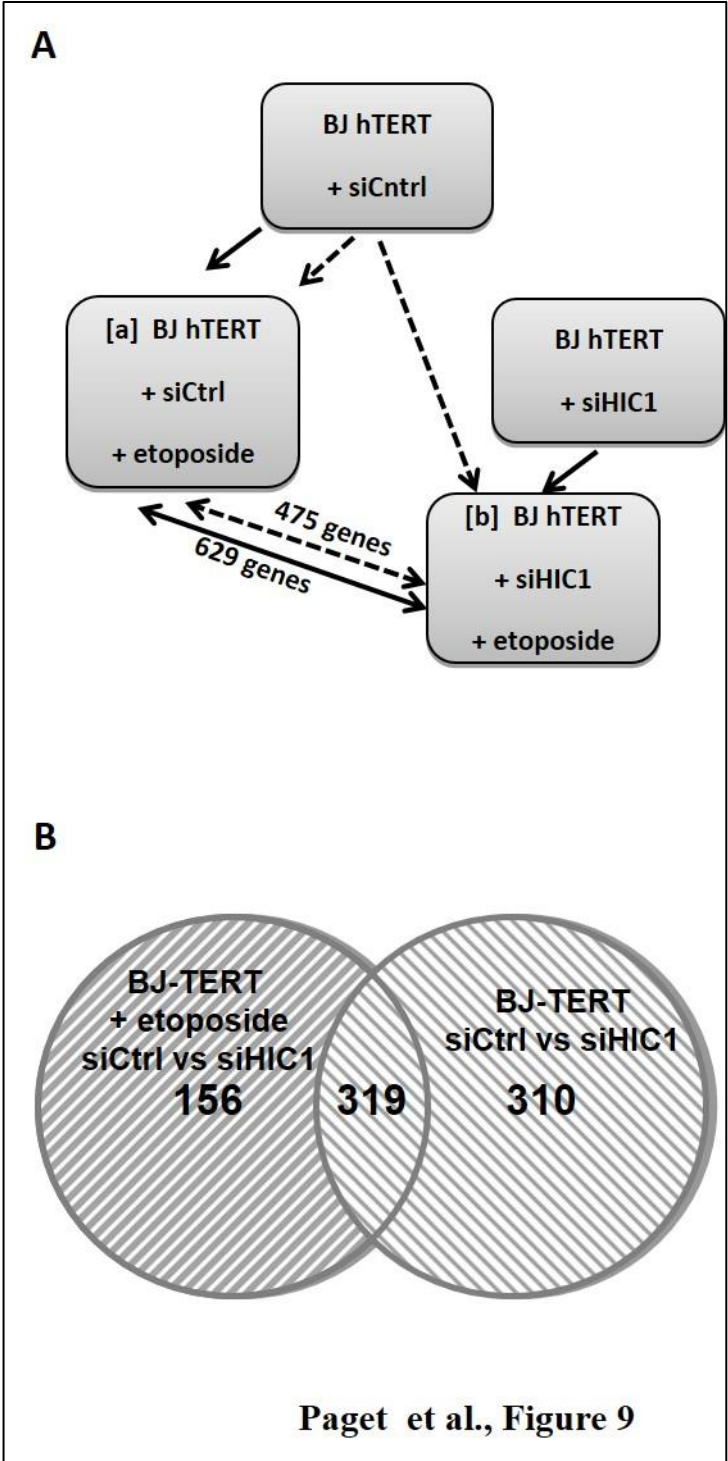 A
BJ hTERT
+ siCntrl
[a] BJ hTERT
+ siCtrl
+ etoposide
BJ hTERT
+ siHIC1
475 genes
629 genes
[b] BJ hTERT
+ siHIC1
+ etoposide
B
BJ-TERT
+ etoposide
siCtrl vs siHIC1
156
319
BJ-TERT
siCtrl vs siHIC1
310
Paget et al., Figure 9